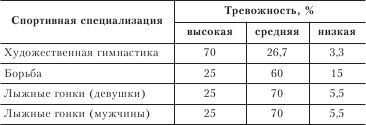 Спортивная специализация Тревожность, %
высокая средняя низкая
Художественная гимнастика 70 26,7 3,3
Борьба 25 60 15
Лыжные гонки (девушки) 25 70 5,5
Лыжные гонки (мужчины) 25 70 5,5